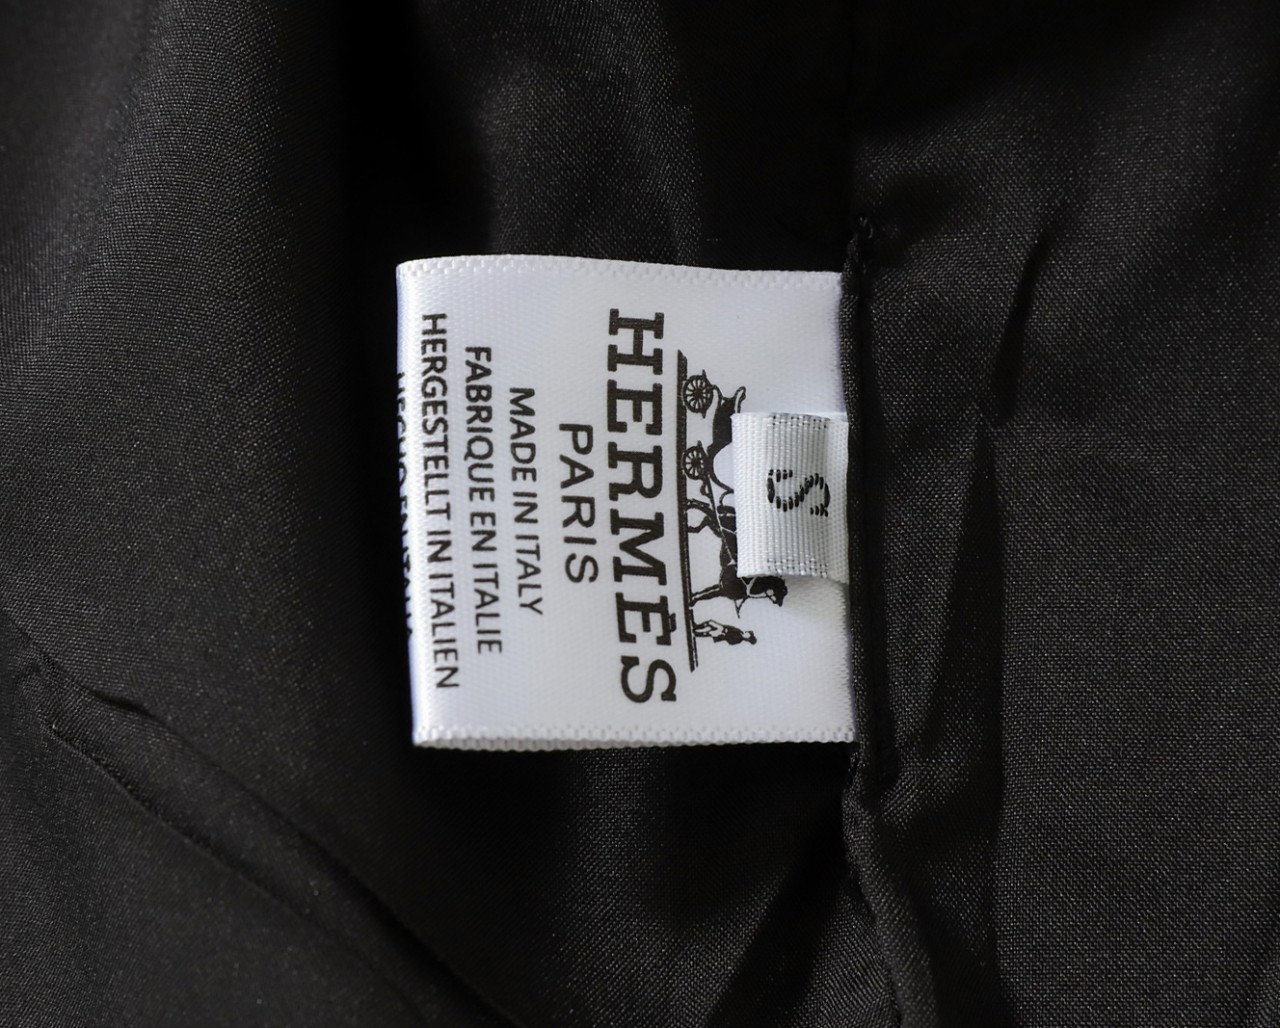 S
HERMÈS
PARIS
MADE IN ITALY
FABRIQUE EN ITALIE
HERGESTELLT IN ITALIEN